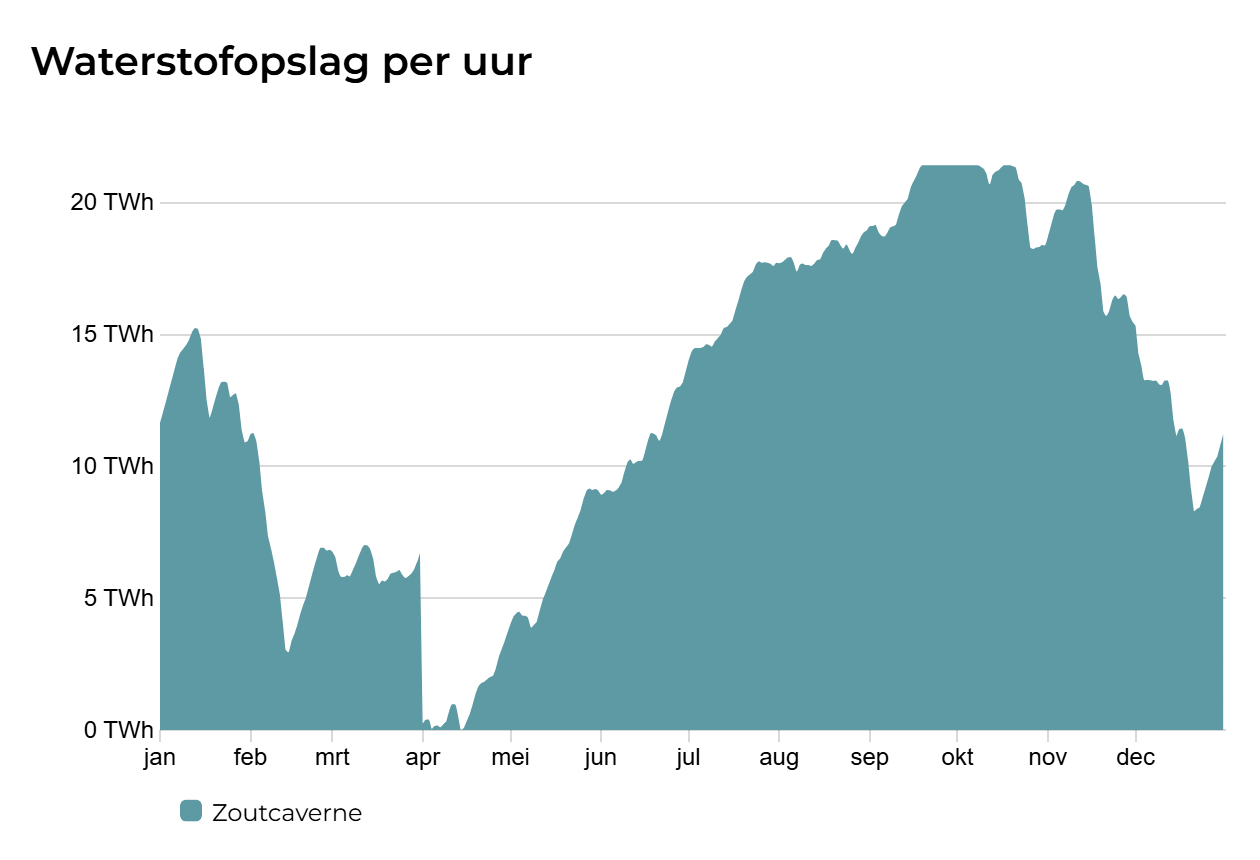 Waterstofopslag per uur
20 TWh
15 TWh
10 TWh
5 TWh
0 TWh
jan feb mrt apr mei jun jul aug sep okt nov dec
Zoutcaverne